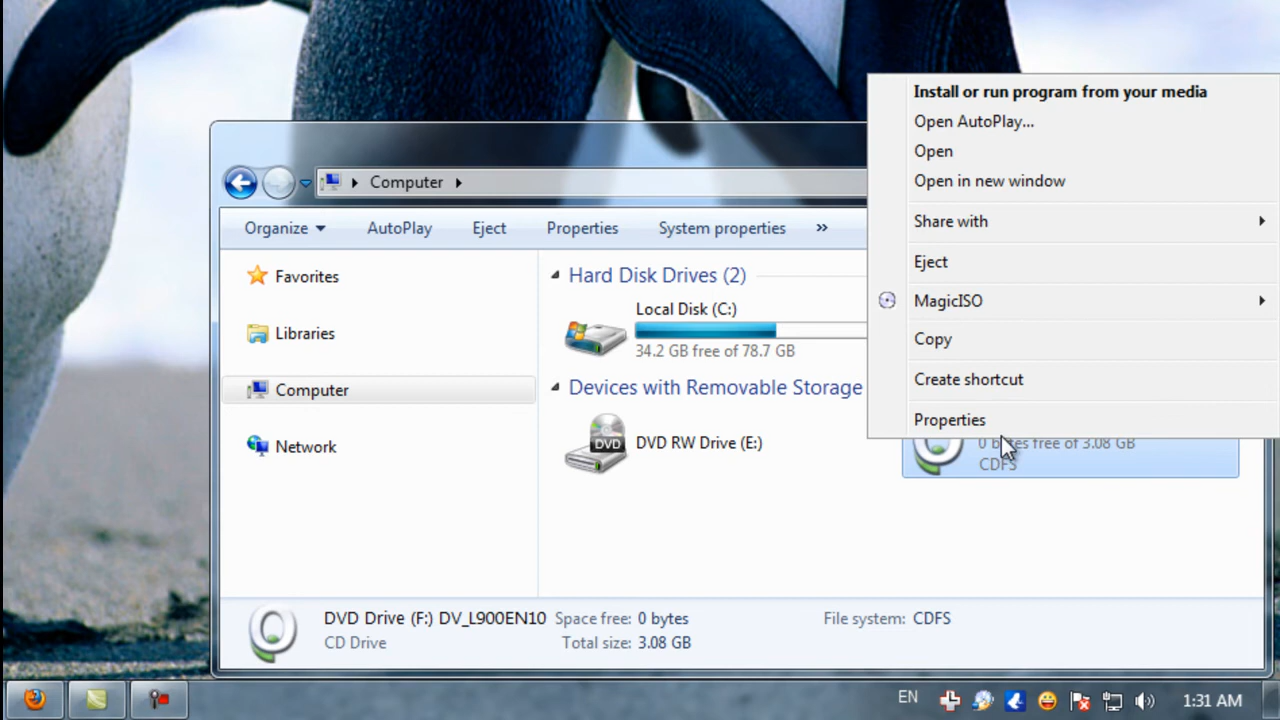 Install or run program from your media
Open AutoPlay...
Open
Open in new window
Share with
Eject
MagicISO
Copy
Create shortcut
Properties
Computer
Organize AutoPlay Eject Properties System properties »
Favorites
Libraries
Computer
Network
Hard Disk Drives (2)
Local Disk (C:)
34.2 GB free of 78.7 GB
Devices with Removable Storage
DVD
DVD RW Drive (E:)
0 bytes free of 3.08 GB
CDFS
DVD Drive (F:) DV_L900EN10 Space free: 0 bytes File system: CDFS
CD Drive Total size: 3.08 GB
EN 1:31 AM